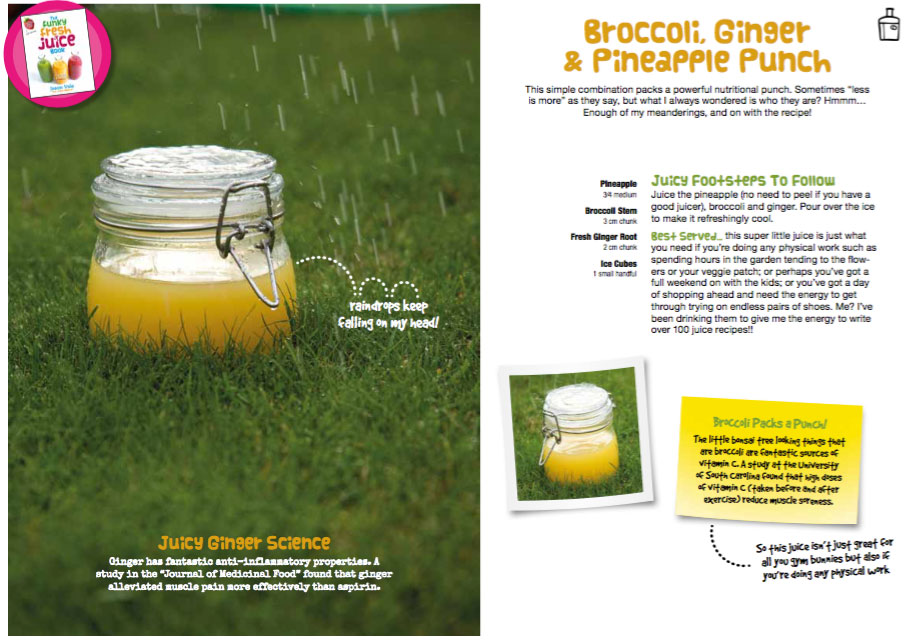 The
Funky
Fresh
Juice
BOOK
Jason Vale
raindrops keep
falling on my head!
Juicy Ginger Science
Ginger has fantastic anti-inflammatory properties. A
study in the “Journal of Medicinal Food” found that ginger
alleviated muscle pain more effectively than aspirin.
Broccoli, Ginger
& Pineapple Punch
This simple combination packs a powerful nutritional punch. Sometimes “less
is more” as they say, but what I always wondered is who they are? Hmmm...
Enough of my meanderings, and on with the recipe!
Pineapple
3/4 medium
Broccoli Stem
3 cm chunk
Fresh Ginger Root
2 cm chunk
Ice Cubes
1 small handful
Juicy Footsteps To Follow
Juice the pineapple (no need to peel if you have a
good juicer), broccoli and ginger. Pour over the ice
to make it refreshingly cool.
Best Served... this super little juice is just what
you need if you’re doing any physical work such as
spending hours in the garden tending to the flow-
ers or your veggie patch; or perhaps you’ve got a
full weekend on with the kids; or you’ve got a day
of shopping ahead and need the energy to get
through trying on endless pairs of shoes. Me? I’ve
been drinking them to give me the energy to write
over 100 juice recipes!!
Broccoli Packs a Punch!
The little bonsai tree looking things that
are broccoli are fantastic sources of
vitamin C. A study at the University
of South Carolina found that high doses
of vitamin C (taken before and after
exercise) reduce muscle soreness.
So this juice isn't just great for
all you gym bunnies but also if
you're doing any physical work